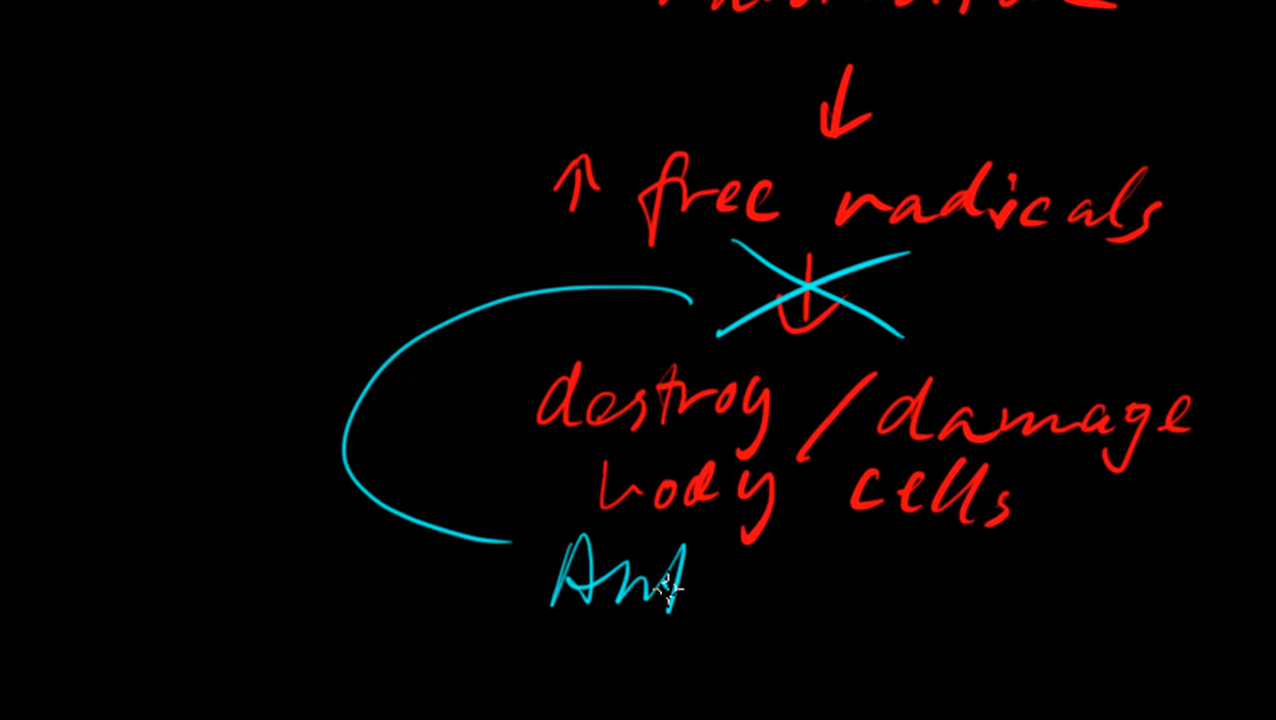 ↓
↑ free radicals
↓
destroy / damage
body cells
Ant